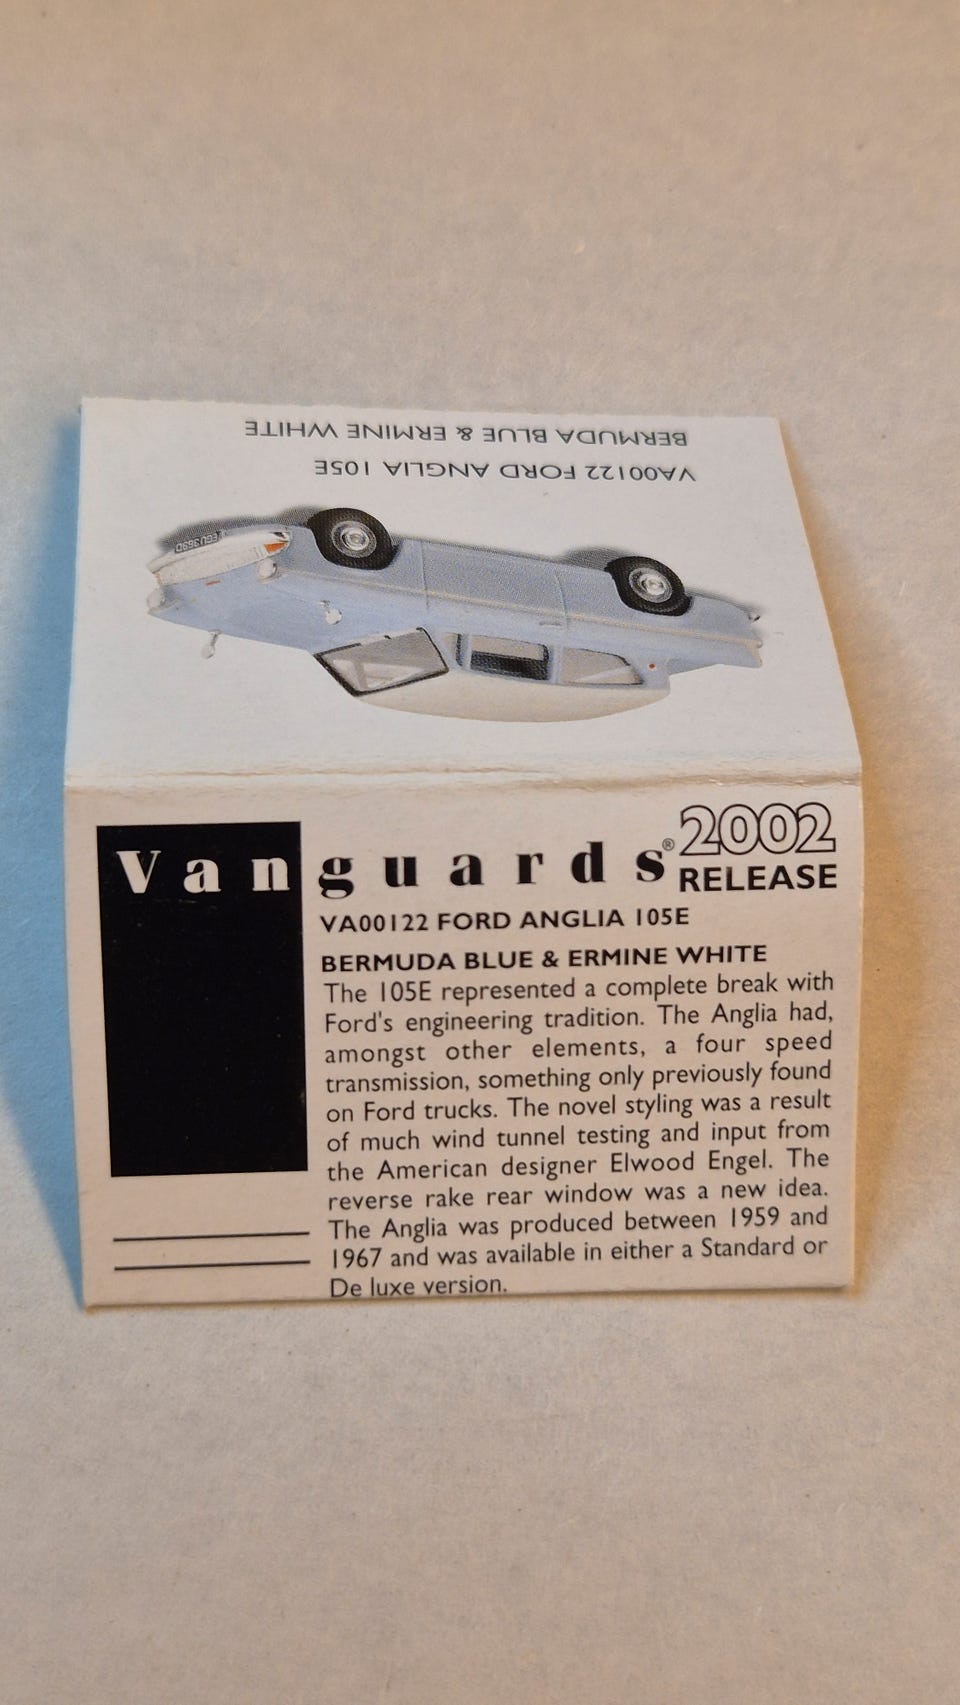 BERMUDA BLUE & ERMINE WHITE
VA00122 FORD ANGLIA 105E
EGU 369D
Vanguards® 2002
RELEASE
VA00122 FORD ANGLIA 105E
BERMUDA BLUE & ERMINE WHITE
The 105E represented a complete break with
Ford's engineering tradition. The Anglia had,
amongst other elements, a four speed
transmission, something only previously found
on Ford trucks. The novel styling was a result
of much wind tunnel testing and input from
the American designer Elwood Engel. The
reverse rake rear window was a new idea.
The Anglia was produced between 1959 and
1967 and was available in either a Standard or
De luxe version.